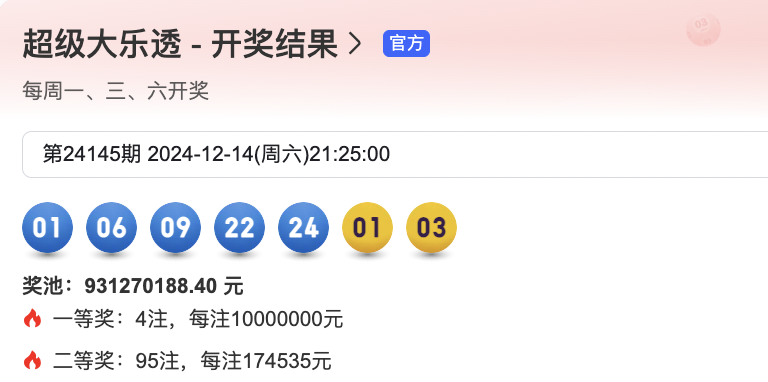 超级大乐透 - 开奖结果 >
官方
每周一、三、六开奖
第24145期 2024-12-14(周六)21:25:00
01 06 09 22 24 01 03
奖池：931270188.40 元
一等奖：4注，每注10000000元
二等奖：95注，每注174535元